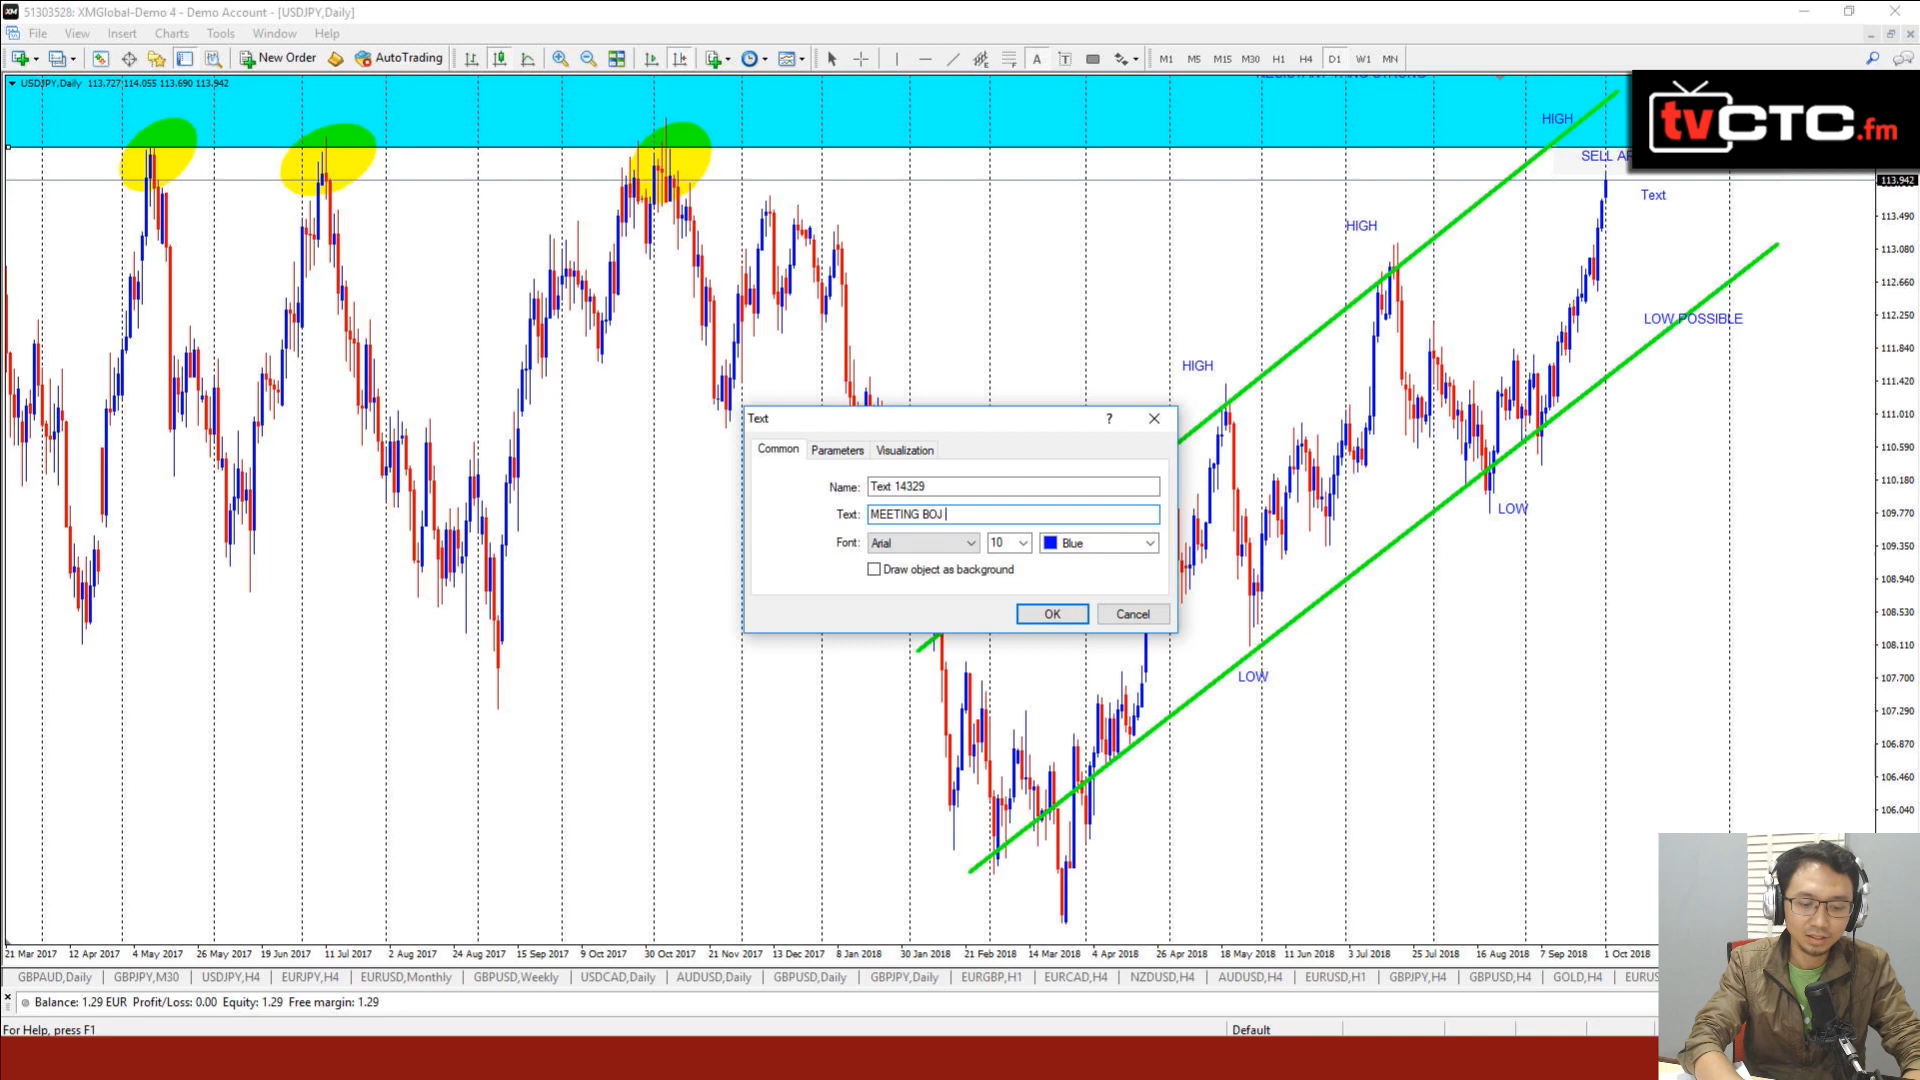 51303528: XMGlobal-Demo 4 - Demo Account - [USDJPY,Daily]
File View Insert Charts Tools Window Help
New Order AutoTrading M1 M5 M15 M30 H1 H4 D1 W1 MN
USDJPY,Daily 113.727 114.055 113.690 113.942
tvCTC.fm
HIGH
SELL
113.942
Text
113.490
HIGH
113.080
112.660
LOW POSSIBLE
112.250
111.840
HIGH
111.420
111.010
110.590
110.180
LOW
109.770
109.350
108.940
108.530
108.110
LOW
107.700
107.290
106.870
106.460
106.040
Text ?
Common Parameters Visualization
Name: Text 14329
Text: MEETING BOJ
Font: Arial 10 Blue
Draw object as background
OK Cancel
21 Mar 2017 12 Apr 2017 4 May 2017 26 May 2017 19 Jun 2017 11 Jul 2017 2 Aug 2017 24 Aug 2017 15 Sep 2017 9 Oct 2017 30 Oct 2017 21 Nov 2017 13 Dec 2017 8 Jan 2018 30 Jan 2018 21 Feb 2018 14 Mar 2018 4 Apr 2018 26 Apr 2018 18 May 2018 11 Jun 2018 3 Jul 2018 25 Jul 2018 16 Aug 2018 7 Sep 2018 1 Oct 2018
GBPAUD,Daily GBPJPY,M30 USDJPY,H4 EURJPY,H4 EURUSD,Monthly GBPUSD,Weekly USDCAD,Daily AUDUSD,Daily GBPUSD,Daily GBPJPY,Daily EURGBP,H1 EURCAD,H4 NZDUSD,H4 AUDUSD,H4 EURUSD,H1 GBPJPY,H4 GBPUSD,H4 GOLD,H4 EURUS
Balance: 1.29 EUR Profit/Loss: 0.00 Equity: 1.29 Free margin: 1.29
For Help, press F1
Default